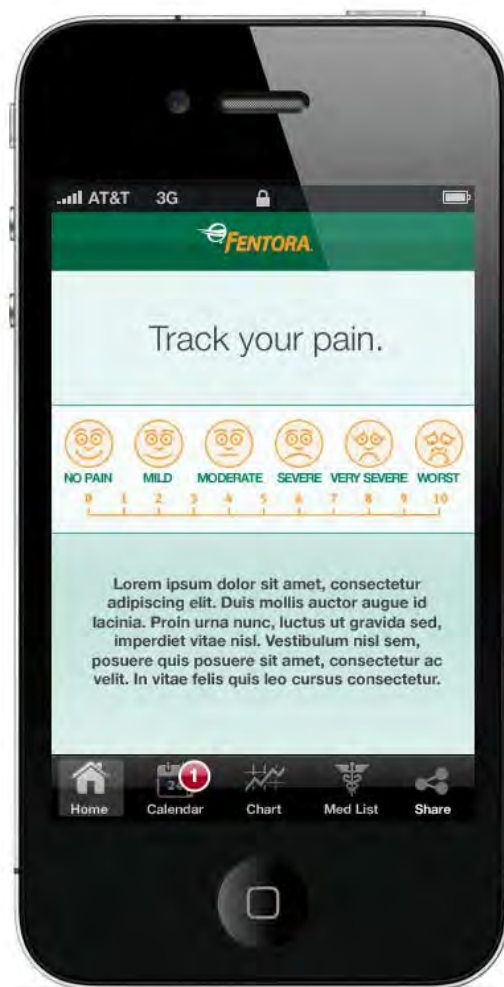 AT&T 3G
FENTORA
Track your pain.
NO PAIN MILD MODERATE SEVERE VERY SEVERE WORST
0 1 2 3 4 5 6 7 8 9 10
Lorem ipsum dolor sit amet, consectetur
adipiscing elit. Duis mollis auctor augue id
lacinia. Proin urna nunc, luctus ut gravida sed,
imperdiet vitae nisl. Vestibulum nisl sem,
posuere quis posuere sit amet, consectetur ac
velit. In vitae felis quis leo cursus consectetur.
24
1
Home Calendar Chart Med List Share